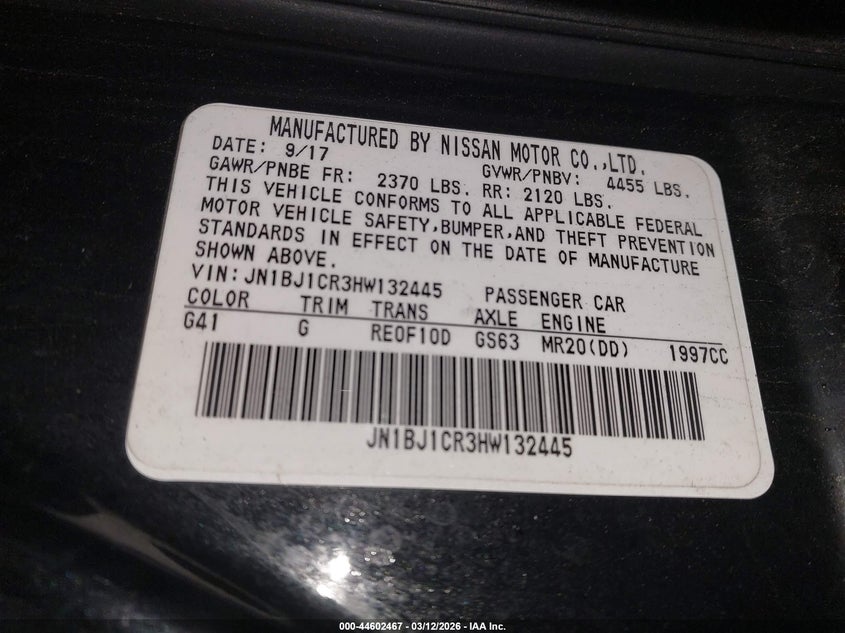 MANUFACTURED BY NISSAN MOTOR CO.,LTD.
DATE: 9/17 GVWR/PNBV: 4455 LBS.
GAWR/PNBE FR: 2370 LBS. RR: 2120 LBS.
THIS VEHICLE CONFORMS TO ALL APPLICABLE FEDERAL
MOTOR VEHICLE SAFETY,BUMPER,AND THEFT PREVENTION
STANDARDS IN EFFECT ON THE DATE OF MANUFACTURE
SHOWN ABOVE.
VIN:JN1BJ1CR3HW132445 PASSENGER CAR
COLOR TRIM TRANS AXLE ENGINE
G41 G RE0F10D GS63 MR20(DD) 1997CC
JN1BJ1CR3HW132445
000-44602467 - 03/12/2026 - IAA Inc.